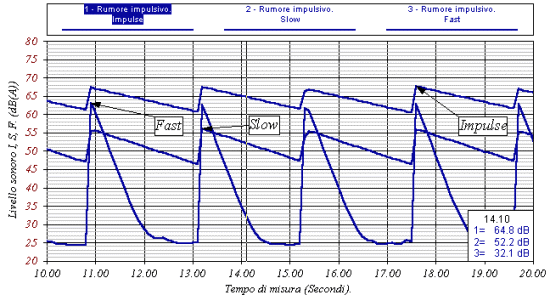 1 - Rumore impulsivo. 2 - Rumore impulsivo. 3 - Rumore impulsivo.
Impulse Slow Fast
80
75
70
65
60
55
50
45
40
35
30
25
20
Livello sonoro I, S, F, (dB(A))
Fast
Slow
Impulse
14.10
1= 64.8 dB
2= 52.2 dB
3= 32.1 dB
10.00 11.00 12.00 13.00 14.00 15.00 16.00 17.00 18.00 19.00 20.00
Tempo di misura (Secondi).